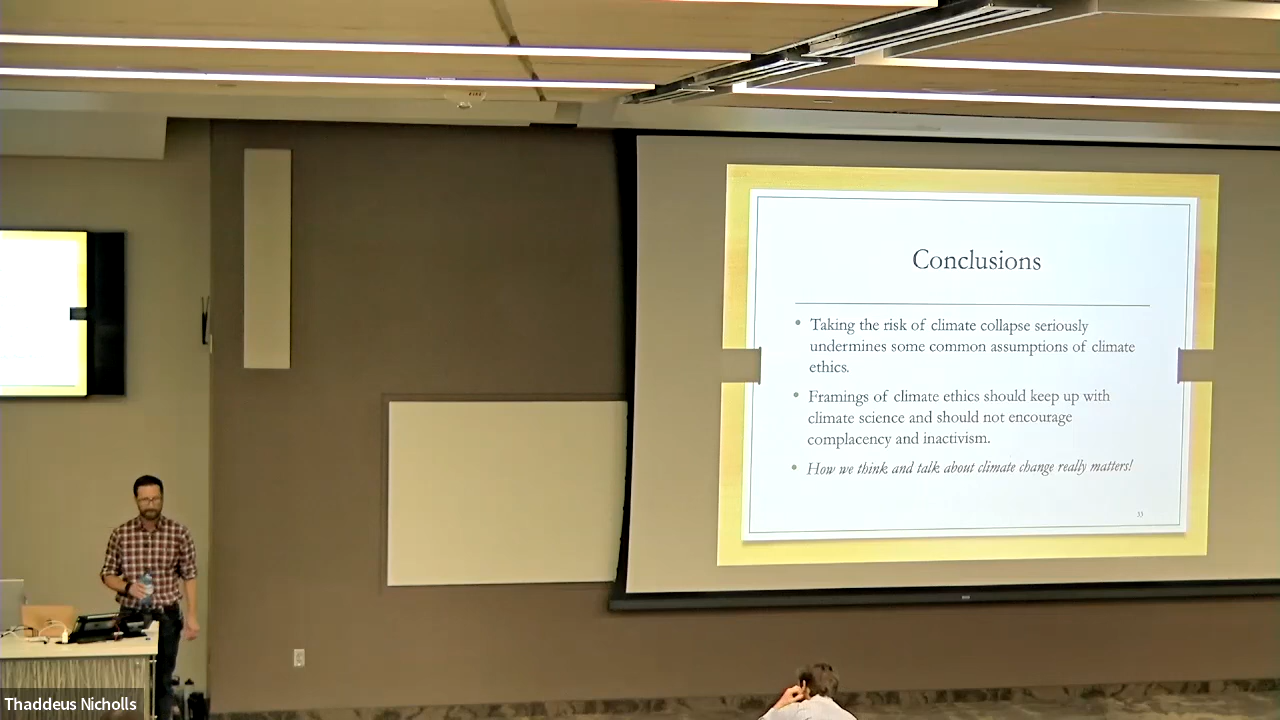 Conclusions
• Taking the risk of climate collapse seriously
undermines some common assumptions of climate
ethics.
• Framings of climate ethics should keep up with
climate science and should not encourage
complacency and inactivism.
• How we think and talk about climate change really matters!
33
Thaddeus Nicholls